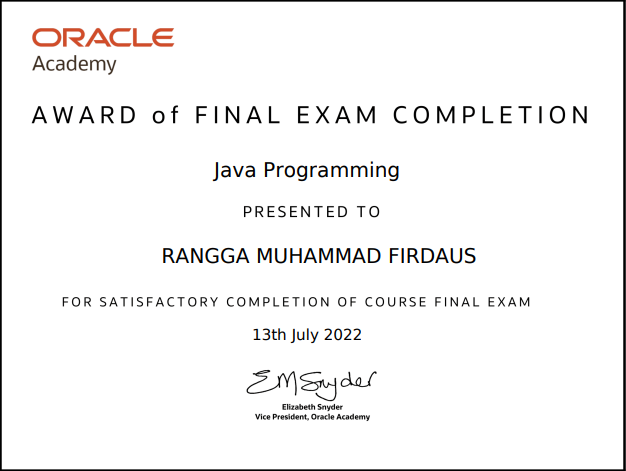 ORACLE
Academy
AWARD of FINAL EXAM COMPLETION
Java Programming
PRESENTED TO
RANGGA MUHAMMAD FIRDAUS
FOR SATISFACTORY COMPLETION OF COURSE FINAL EXAM
13th July 2022
EMSnyder
Elizabeth Snyder
Vice President, Oracle Academy